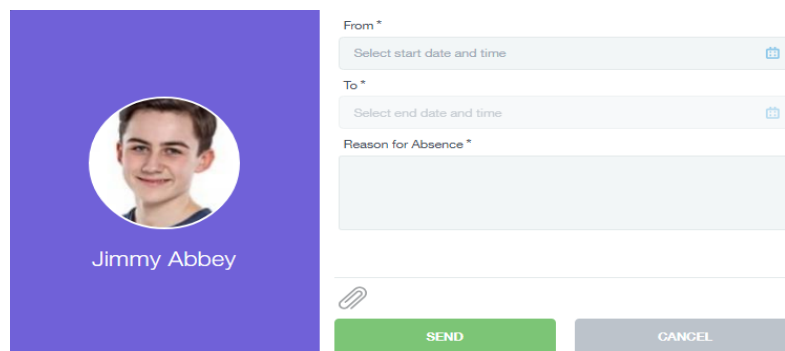 Jimmy Abbey
From *
Select start date and time
To *
Select end date and time
Reason for Absence *
SEND
CANCEL